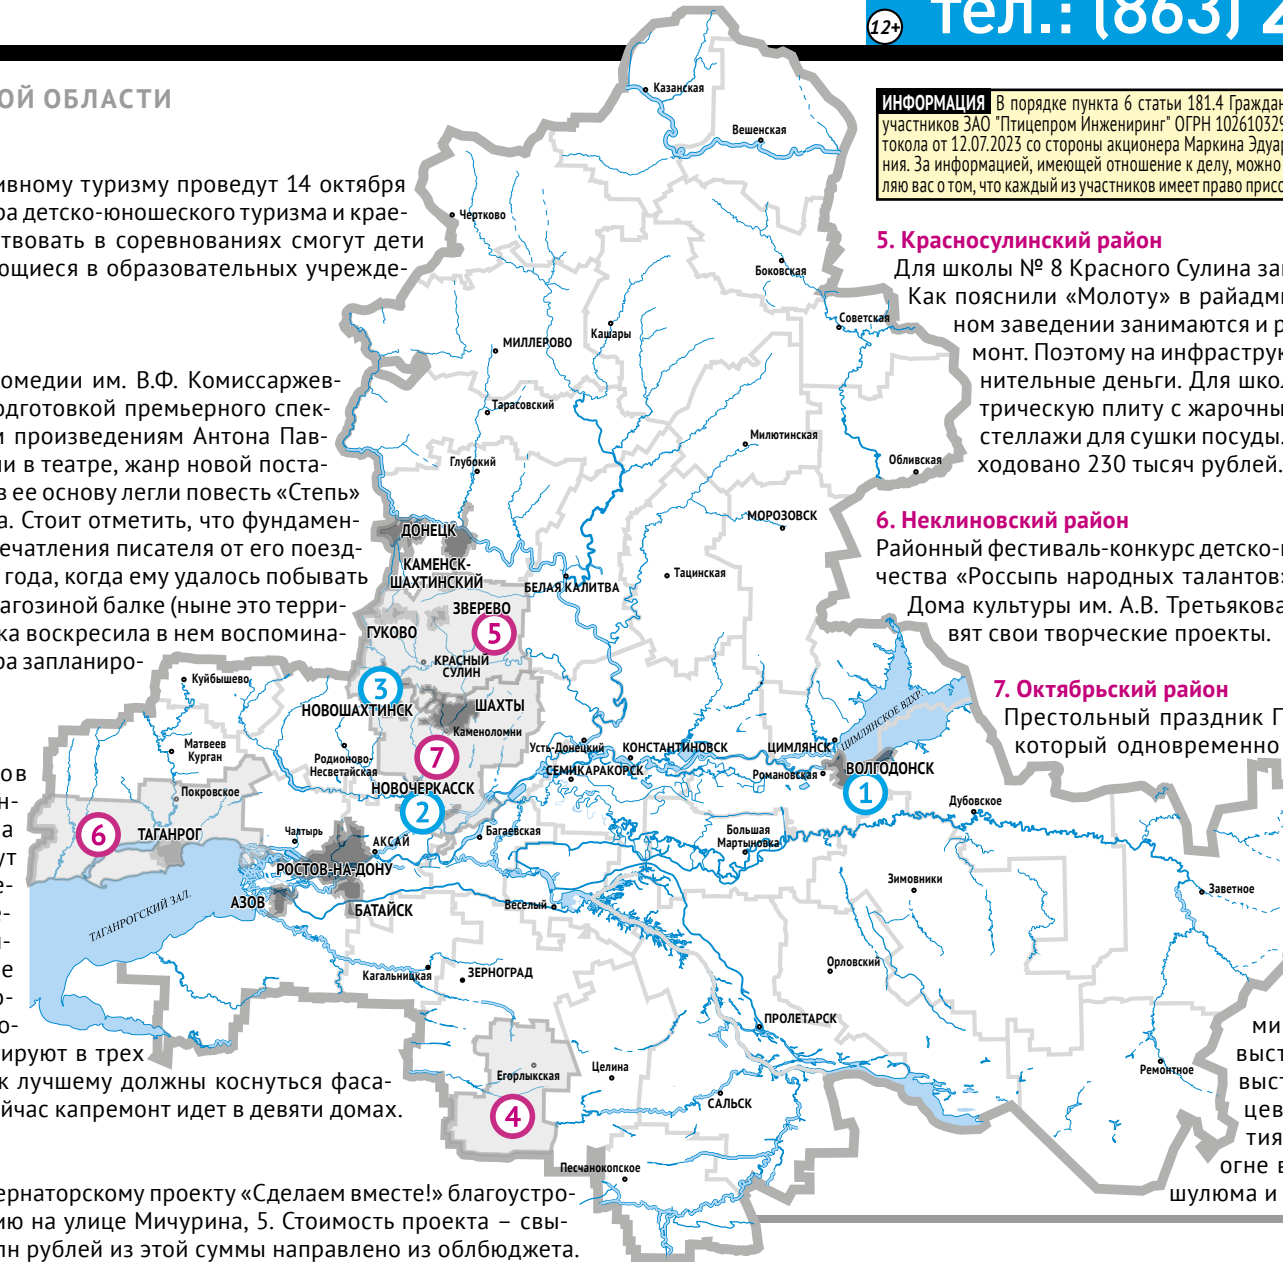 тел.: (863) 2
12+
ОЙ ОБЛАСТИ
ивному туризму проведут 14 октября
ра детско-юношеского туризма и крае-
ствовать в соревнованиях смогут дети
ющиеся в образовательных учрежде-
омедии им. В.Ф. Комиссаржев-
одготовкой премьерного спек-
и произведениям Антона Пав-
ли в театре, жанр новой поста-
в ее основу легли повесть «Степь»
а. Стоит отметить, что фундамен-
ечатления писателя от его поезд-
года, когда ему удалось побывать
агозиной балке (ныне это терри-
ка воскресила в нем воспомина-
ра запланиро-
ов
н-
а
ут
е-
е-
и-
е
о-
о-
ируют в трех
к лучшему должны коснуться фаса-
йчас капремонт идет в девяти домах.
ернаторскому проекту «Сделаем вместе!» благоустро-
ию на улице Мичурина, 5. Стоимость проекта – свы-
лн рублей из этой суммы направлено из облбюджета.
ИНФОРМАЦИЯ В порядке пункта 6 статьи 181.4 Граждан
участников ЗАО "Птицепром Инжениринг" ОГРН 102610329
токола от 12.07.2023 со стороны акционера Маркина Эдуар
ния. За информацией, имеющей отношение к делу, можно
ляю вас о том, что каждый из участников имеет право присо
5. Красносулинский район
Для школы № 8 Красного Сулина за
Как пояснили «Молоту» в райадми
ном заведении занимаются и р
монт. Поэтому на инфраструк
нительные деньги. Для школ
трическую плиту с жарочны
стеллажи для сушки посуды.
ходовано 230 тысяч рублей.
6. Неклиновский район
Районный фестиваль-конкурс детско-
чества «Россыпь народных талантов»
Дома культуры им. А.В. Третьякова
вят свои творческие проекты.
7. Октябрьский район
Престольный праздник П
который одновременно
ми
выст
выст
цев
тия
огне в
шулюма и
Казанская
Вешенская
Чертково
Боковская
Советская
Кашары
МИЛЛЕРОВО
Тарасовский
Милютинская
Глубокий
Обливская
МОРОЗОВСК
ДОНЕЦК
КАМЕНСК-
ШАХТИНСКИЙ
БЕЛАЯ КАЛИТВА
Тацинская
ЗВЕРЕВО
5
ГУКОВО
КРАСНЫЙ
СУЛИН
3
НОВОШАХТИНСК
ШАХТЫ
Каменоломни
Куйбышево
Матвеев
Курган
Родионово-
Несветайская
7
Усть-Донецкий
КОНСТАНТИНОВСК
ЦИМЛЯНСК
ЦИМЛЯНСКОЕ ВДХР.
СЕМИКАРАКОРСК
Романовская
ВОЛГОДОНСК
1
НОВОЧЕРКАССК
2
Покровское
6
ТАГАНРОГ
Чалтырь
АКСАЙ
Багаевская
Большая
Мартыновка
Дубовское
РОСТОВ-НА-ДОНУ
АЗОВ
БАТАЙСК
Веселый
Зимовники
Заветное
ТАГАНРОГСКИЙ ЗАЛ.
Кагальницкая
ЗЕРНОГРАД
Орловский
ПРОЛЕТАРСК
Егорлыкская
4
Целина
САЛЬСК
Ремонтное
Песчанокопское